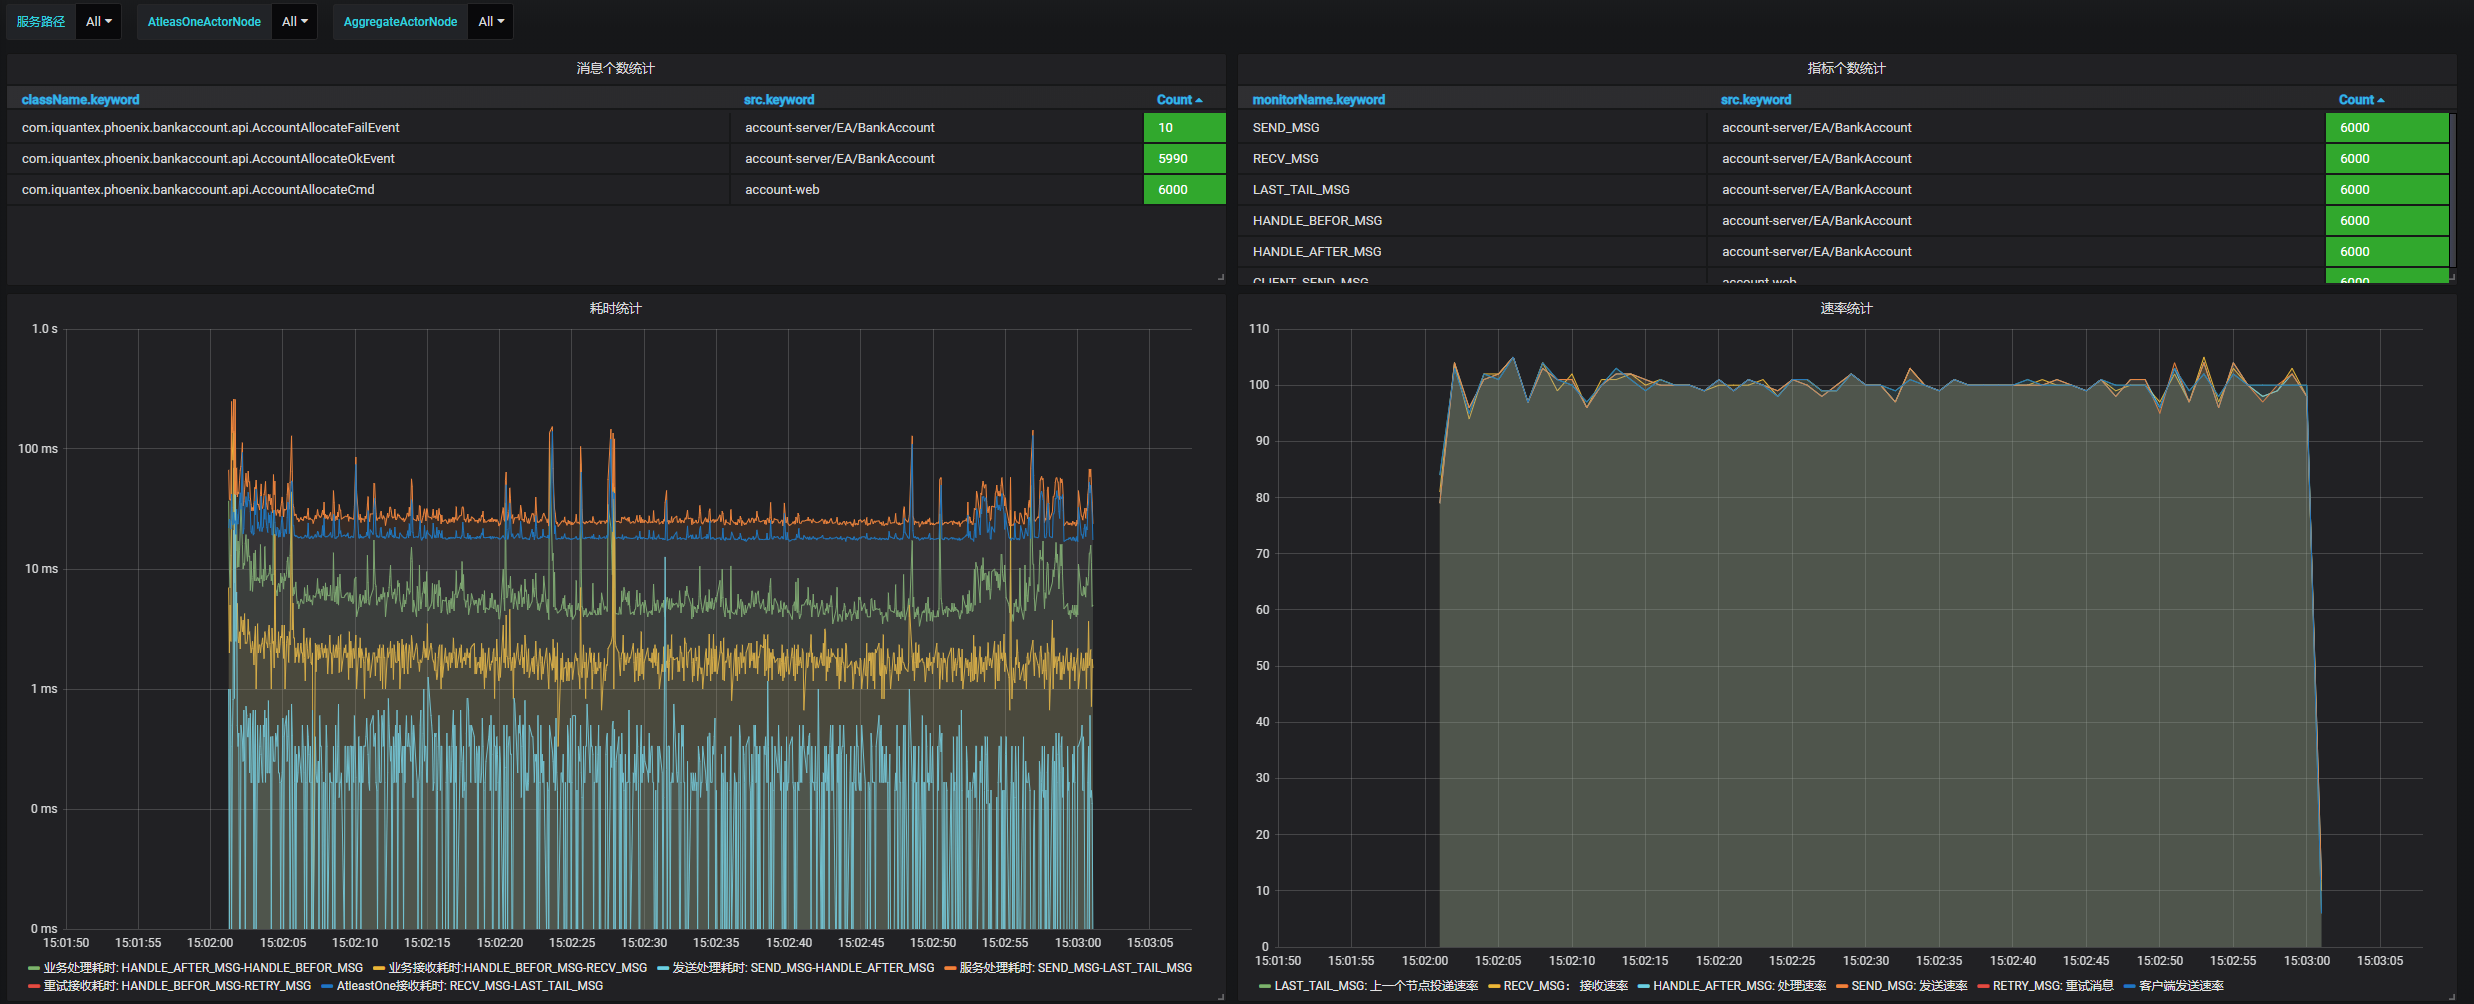 服务路径 All AtleasOneActorNode All AggregateActorNode All
消息个数统计
className.keyword src.keyword Count
com.iquantex.phoenix.bankaccount.api.AccountAllocateFailEvent account-server/EA/BankAccount 10
com.iquantex.phoenix.bankaccount.api.AccountAllocateOkEvent account-server/EA/BankAccount 5990
com.iquantex.phoenix.bankaccount.api.AccountAllocateCmd account-web 6000
指标个数统计
monitorName.keyword src.keyword Count
SEND_MSG account-server/EA/BankAccount 6000
RECV_MSG account-server/EA/BankAccount 6000
LAST_TAIL_MSG account-server/EA/BankAccount 6000
HANDLE_BEFOR_MSG account-server/EA/BankAccount 6000
HANDLE_AFTER_MSG account-server/EA/BankAccount 6000
CLIENT_SEND_MSG account-web 6000
耗时统计
1.0 s
100 ms
10 ms
1 ms
0 ms
0 ms
15:01:50 15:01:55 15:02:00 15:02:05 15:02:10 15:02:15 15:02:20 15:02:25 15:02:30 15:02:35 15:02:40 15:02:45 15:02:50 15:02:55 15:03:00 15:03:05
业务处理耗时: HANDLE_AFTER_MSG-HANDLE_BEFOR_MSG 业务接收耗时:HANDLE_BEFOR_MSG-RECV_MSG 发送处理耗时: SEND_MSG-HANDLE_AFTER_MSG 服务处理耗时: SEND_MSG-LAST_TAIL_MSG
重试接收耗时: HANDLE_BEFOR_MSG-RETRY_MSG AtleastOne接收耗时: RECV_MSG-LAST_TAIL_MSG
速率统计
110
100
90
80
70
60
50
40
30
20
10
0
15:01:50 15:01:55 15:02:00 15:02:05 15:02:10 15:02:15 15:02:20 15:02:25 15:02:30 15:02:35 15:02:40 15:02:45 15:02:50 15:02:55 15:03:00 15:03:05
LAST_TAIL_MSG: 上一个节点投递速率 RECV_MSG： 接收速率 HANDLE_AFTER_MSG: 处理速率 SEND_MSG: 发送速率 RETRY_MSG: 重试消息 客户端发送速率